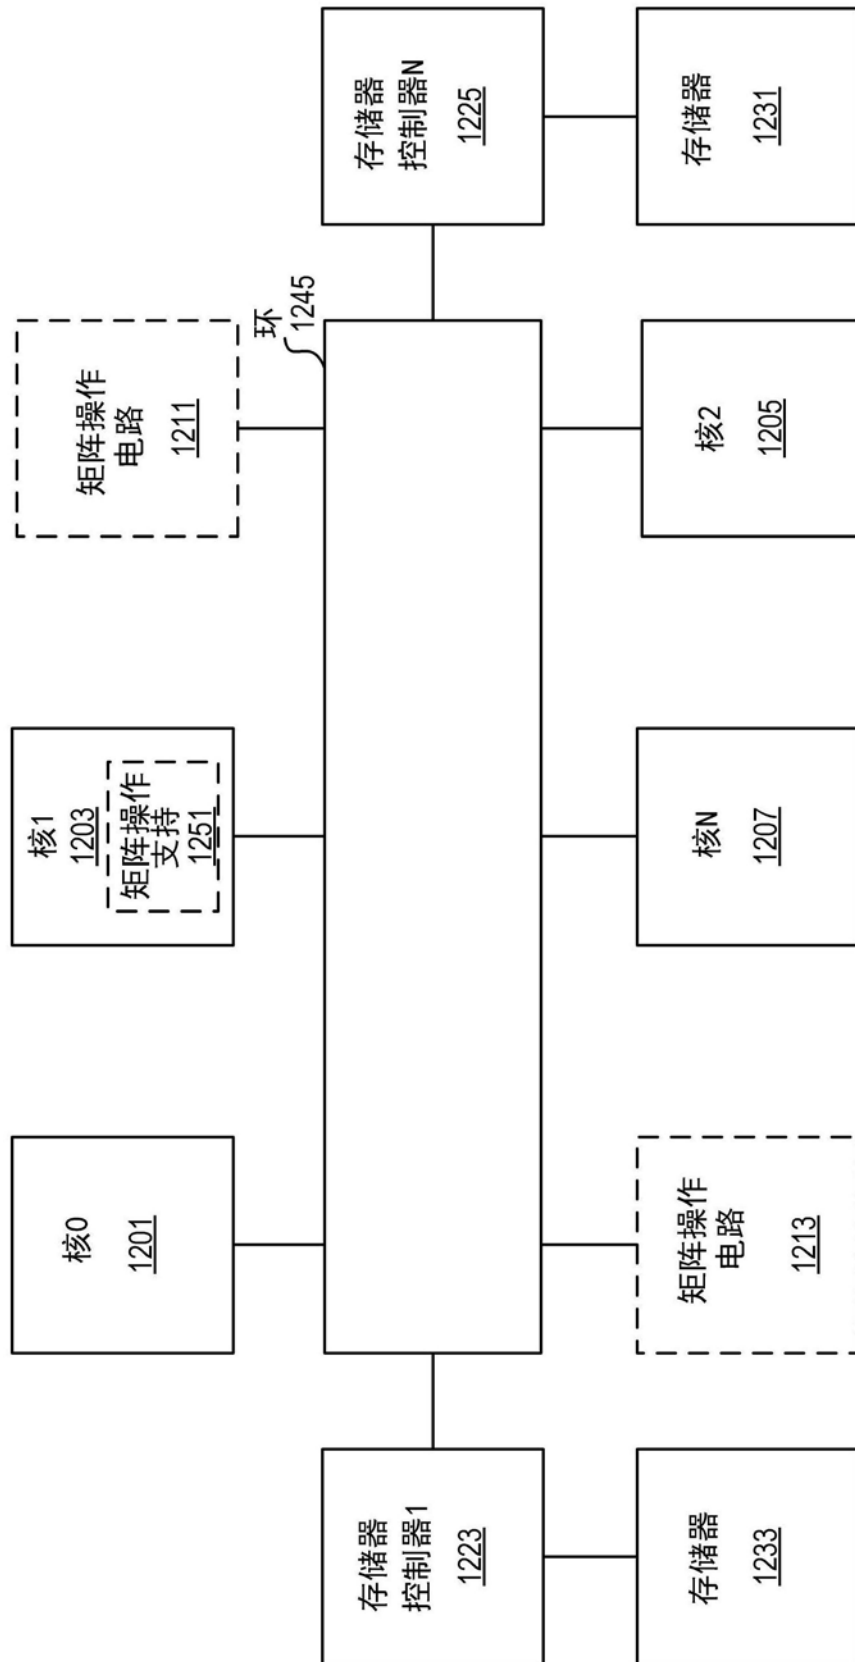 核0
1201
核1
1203
矩阵操作
支持
1251
矩阵操作
电路
1211
环
1245
存储器
控制器1
1223
存储器
控制器N
1225
存储器
1233
矩阵操作
电路
1213
核N
1207
核2
1205
存储器
1231